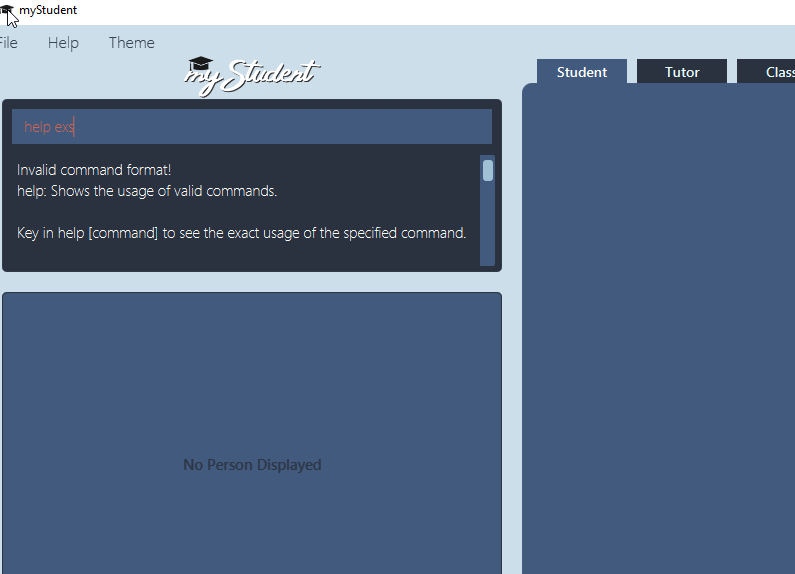 myStudent
File Help Theme
myStudent
Student Tutor Class
help exs
Invalid command format!
help: Shows the usage of valid commands.
Key in help [command] to see the exact usage of the specified command.
No Person Displayed